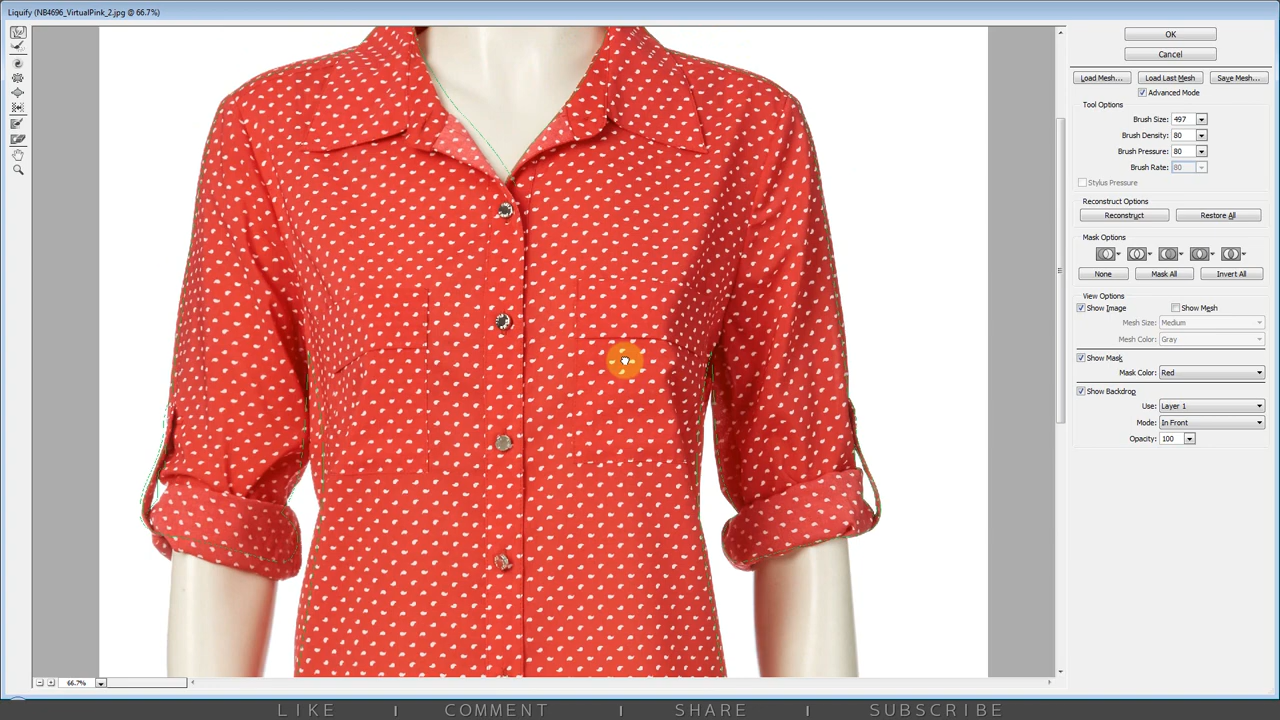 Liquify (NB4696_VirtualPink_2.jpg @ 66.7%)
OK
Cancel
Load Mesh...
Load Last Mesh
Save Mesh...
Advanced Mode
Tool Options
Brush Size: 497
Brush Density: 80
Brush Pressure: 80
Brush Rate: 80
Stylus Pressure
Reconstruct Options
Reconstruct
Restore All
Mask Options
None
Mask All
Invert All
View Options
Show Image
Show Mesh
Mesh Size: Medium
Mesh Color: Gray
Show Mask
Mask Color: Red
Show Backdrop
Use: Layer 1
Mode: In Front
Opacity: 100
66.7%
LIKE | COMMENT | SHARE | SUBSCRIBE